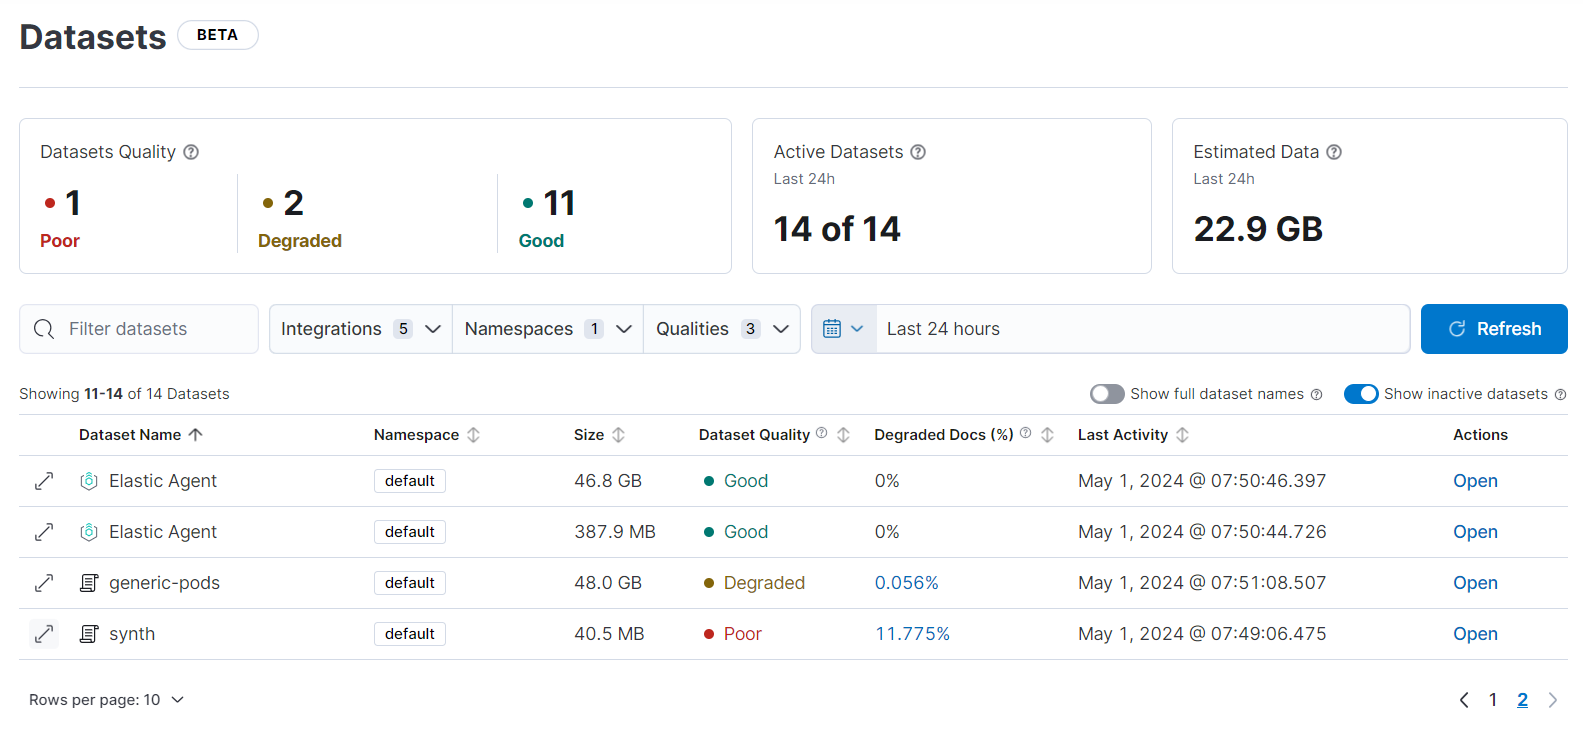 Datasets BETA
Datasets Quality
1
Poor
2
Degraded
11
Good
Active Datasets
Last 24h
14 of 14
Estimated Data
Last 24h
22.9 GB
Filter datasets
Integrations 5
Namespaces 1
Qualities 3
Last 24 hours
Refresh
Showing 11-14 of 14 Datasets
Show full dataset names
Show inactive datasets
Dataset Name Namespace Size Dataset Quality Degraded Docs (%) Last Activity Actions
Elastic Agent default 46.8 GB Good 0% May 1, 2024 @ 07:50:46.397 Open
Elastic Agent default 387.9 MB Good 0% May 1, 2024 @ 07:50:44.726 Open
generic-pods default 48.0 GB Degraded 0.056% May 1, 2024 @ 07:51:08.507 Open
synth default 40.5 MB Poor 11.775% May 1, 2024 @ 07:49:06.475 Open
Rows per page: 10
1 2